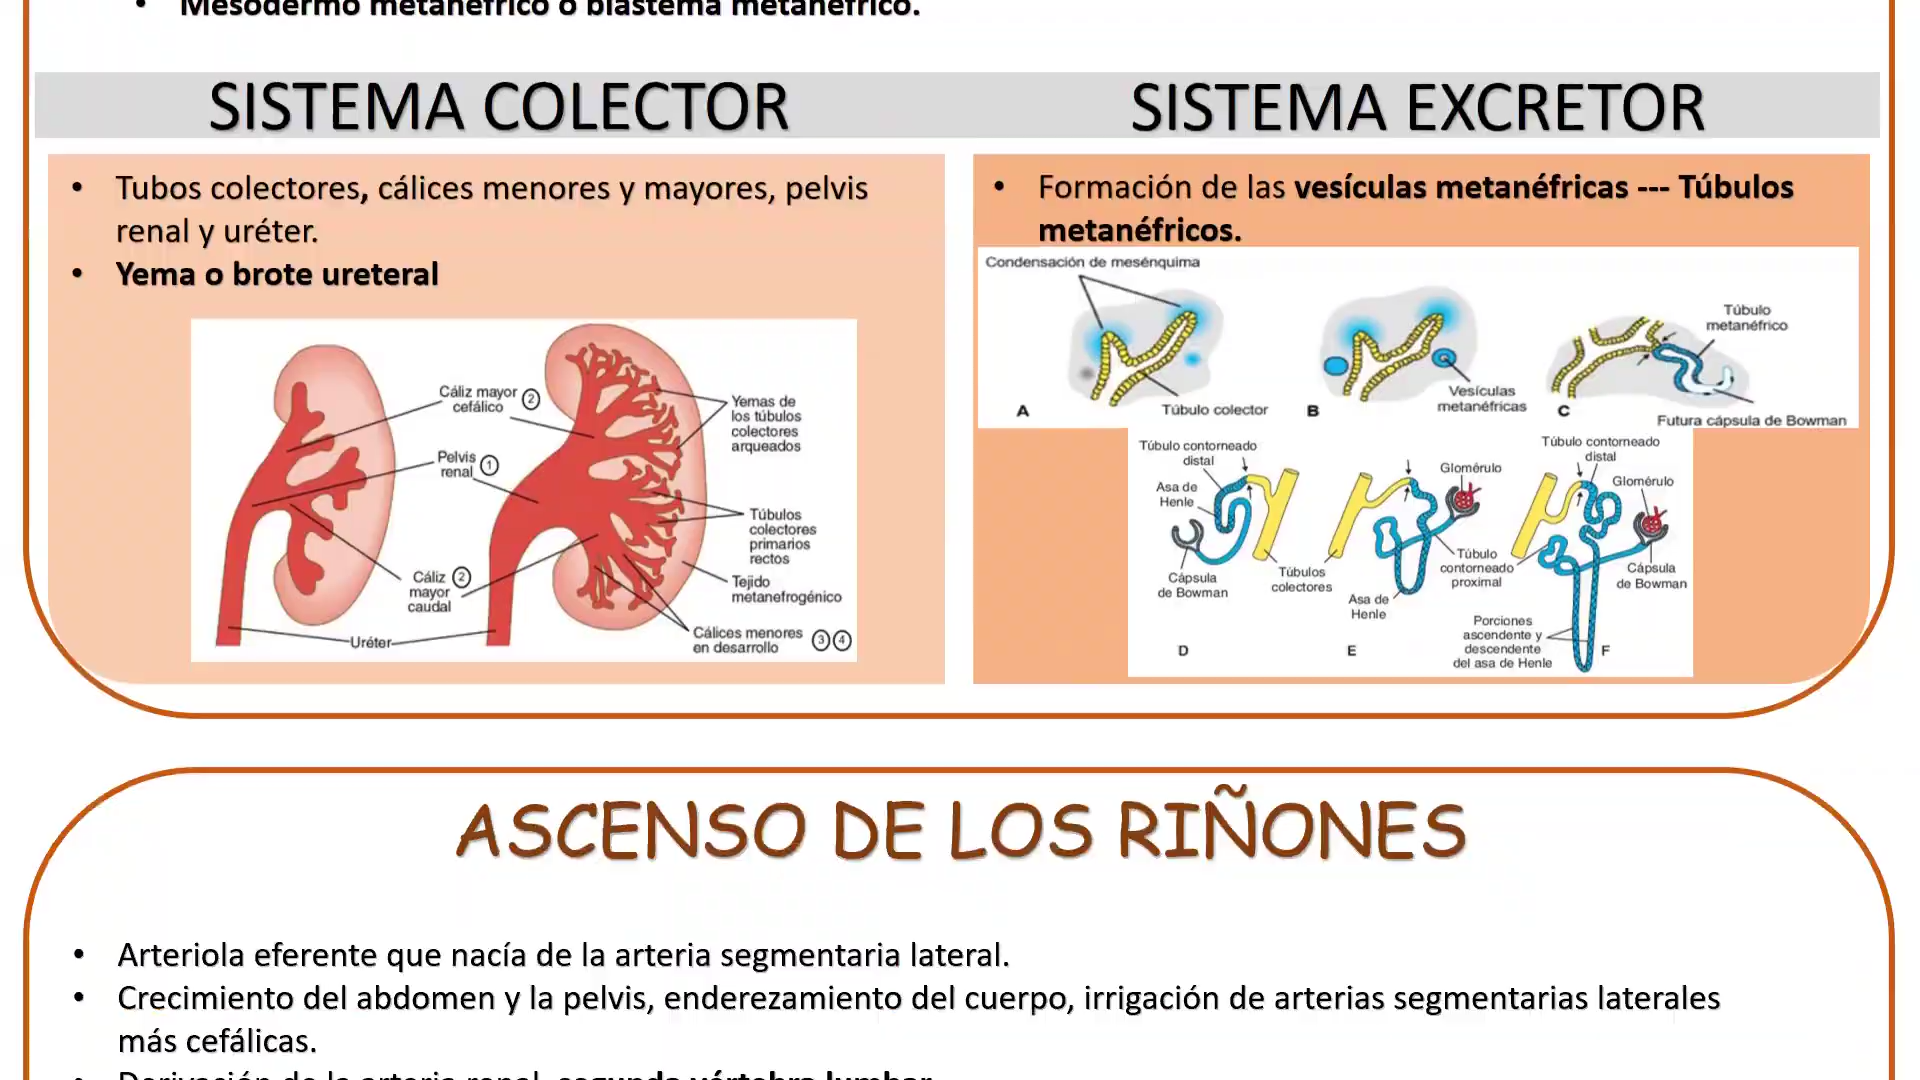 • Mesodermo metanéfrico o blastema metanéfrico.
SISTEMA COLECTOR
• Tubos colectores, cálices menores y mayores, pelvis
renal y uréter.
• Yema o brote ureteral
Cáliz mayor 2
cefálico
Pelvis
renal 1
Cáliz 2
mayor
caudal
Uréter
Yemas de
los túbulos
colectores
arqueados
Túbulos
colectores
primarios
rectos
Tejido
metanefrogénico
Cálices menores
en desarrollo 3 4
SISTEMA EXCRETOR
• Formación de las vesículas metanéfricas --- Túbulos
metanéfricos.
Condensación de mesénquima
Túbulo colector
A
Vesículas
metanéfricas
B
Túbulo
metanéfrico
Futura cápsula de Bowman
C
Túbulo contorneado
distal
Asa de
Henle
Cápsula
de Bowman
Túbulos
colectores
D
Glomérulo
Túbulo
contorneado
proximal
Asa de
Henle
E
Túbulo contorneado
distal
Glomérulo
Cápsula
de Bowman
Porciones
ascendente y
descendente
del asa de Henle
F
ASCENSO DE LOS RIÑONES
• Arteriola eferente que nacía de la arteria segmentaria lateral.
• Crecimiento del abdomen y la pelvis, enderezamiento del cuerpo, irrigación de arterias segmentarias laterales
más cefálicas.
• Derivación de la arteria renal, segunda vértebra lumbar